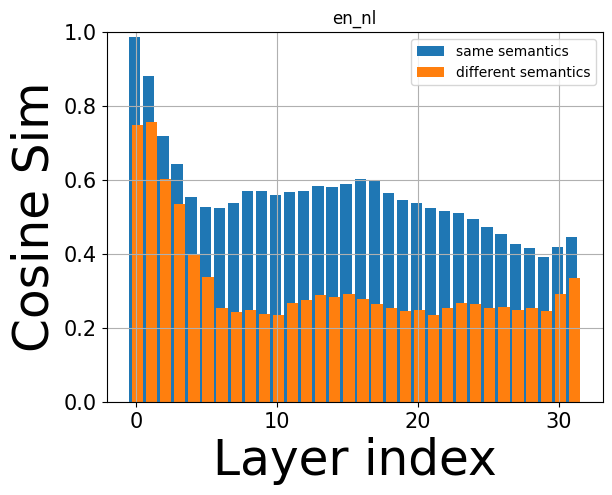 en_nl
same semantics
different semantics
Cosine Sim
1.0
0.8
0.6
0.4
0.2
0.0
0 10 20 30
Layer index